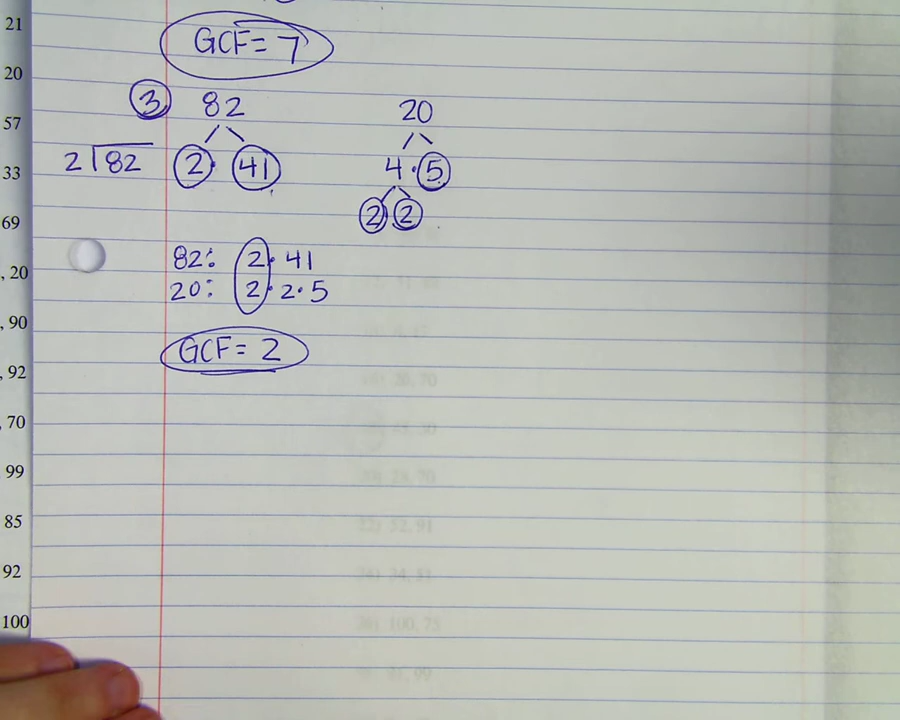 GCF = 7
③ 82 20
2 · 41 4 · 5
2⟌82
2 2
82: 2 · 41
20: 2 · 2 · 5
GCF = 2
21
20
57
33
69
, 20
, 90
, 92
, 70
99
85
92
100